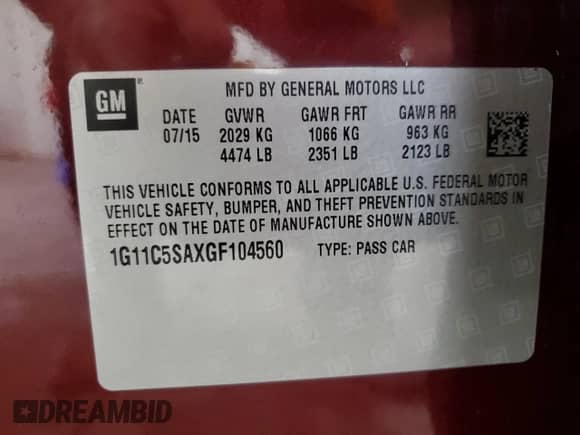 GM
MFD BY GENERAL MOTORS LLC
DATE GVWR GAWR FRT GAWR RR
07/15 2029 KG 1066 KG 963 KG
4474 LB 2351 LB 2123 LB
THIS VEHICLE CONFORMS TO ALL APPLICABLE U.S. FEDERAL MOTOR
VEHICLE SAFETY, BUMPER, AND THEFT PREVENTION STANDARDS IN
EFFECT ON THE DATE OF MANUFACTURE SHOWN ABOVE.
1G11C5SAXGF104560 TYPE: PASS CAR
DREAMBID